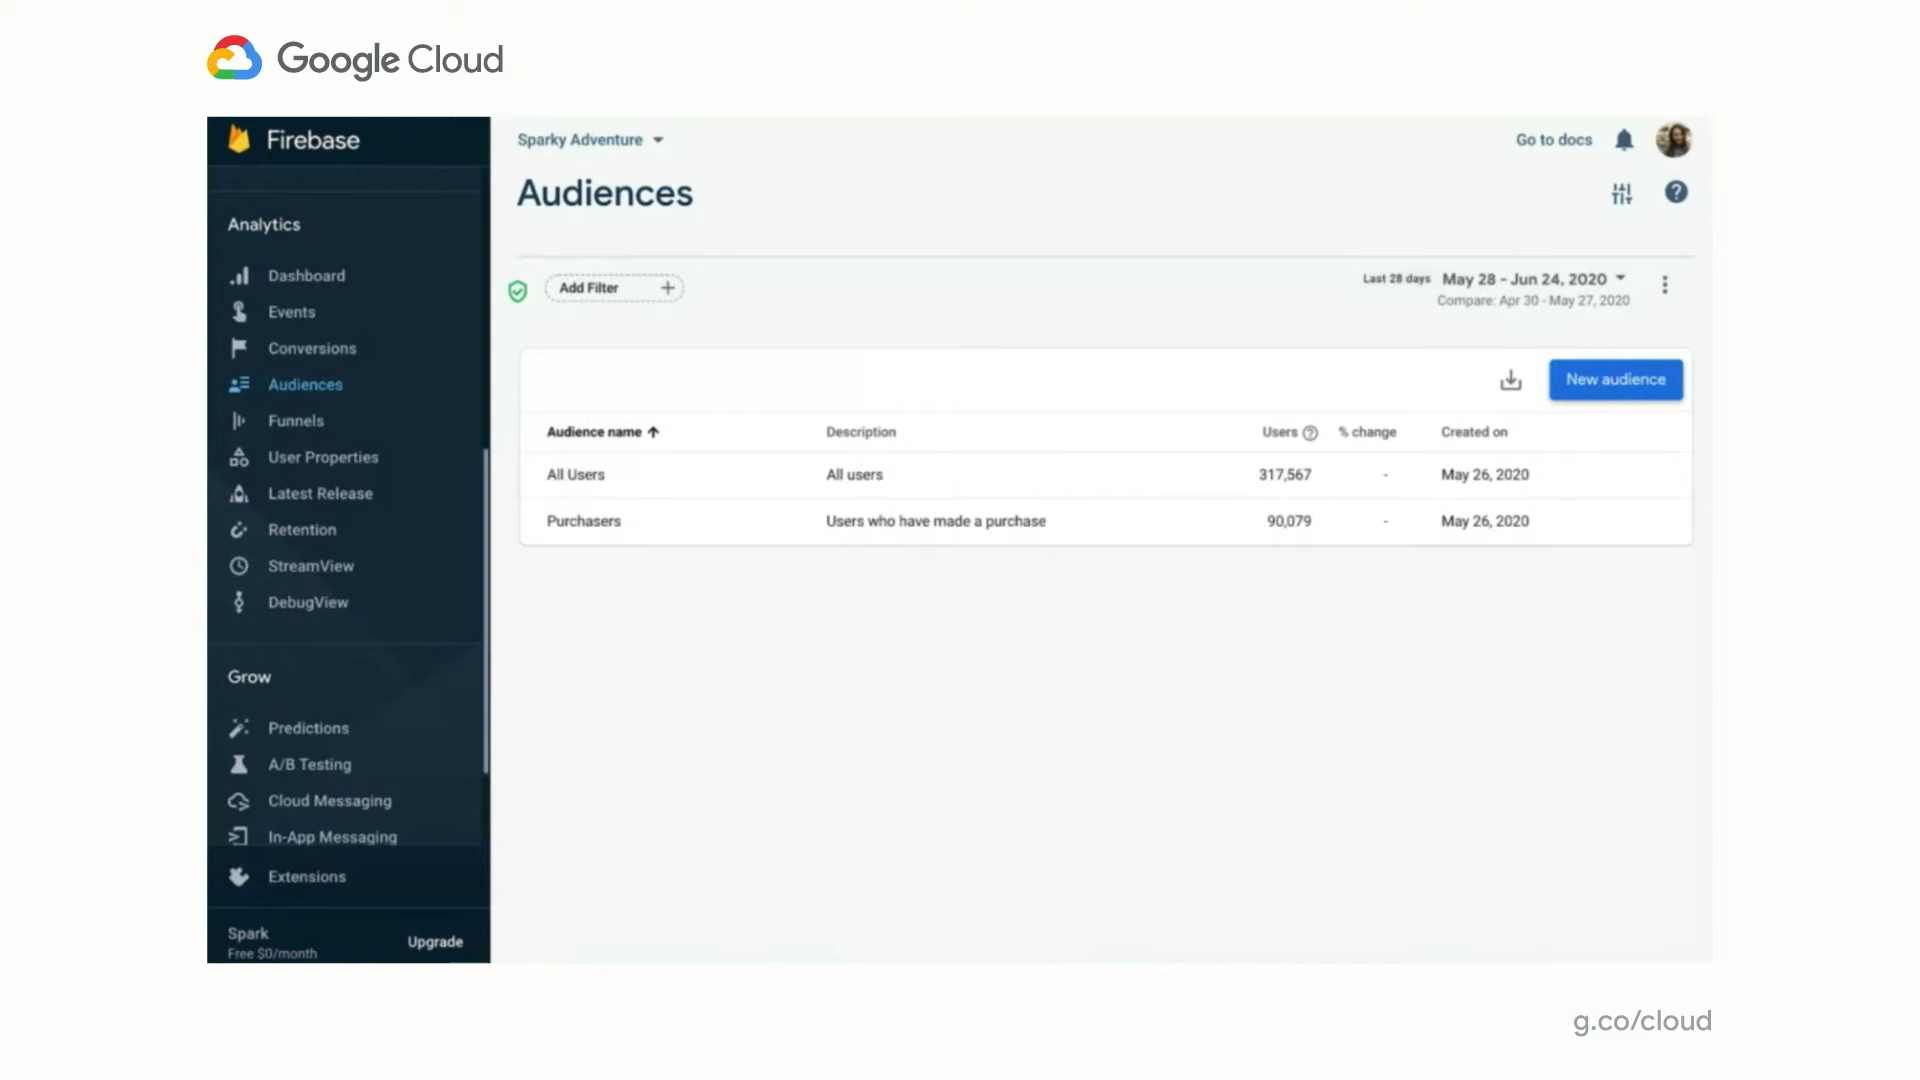 Google Cloud
Firebase
Sparky Adventure
Go to docs
Audiences
Analytics
Dashboard
Events
Conversions
Audiences
Funnels
User Properties
Latest Release
Retention
StreamView
DebugView
Grow
Predictions
A/B Testing
Cloud Messaging
In-App Messaging
Extensions
Spark
Free $0/month
Upgrade
Add Filter
Last 28 days May 28 - Jun 24, 2020
Compare: Apr 30 - May 27, 2020
New audience
Audience name Description Users % change Created on
All Users All users 317,567 - May 26, 2020
Purchasers Users who have made a purchase 90,079 - May 26, 2020
g.co/cloud